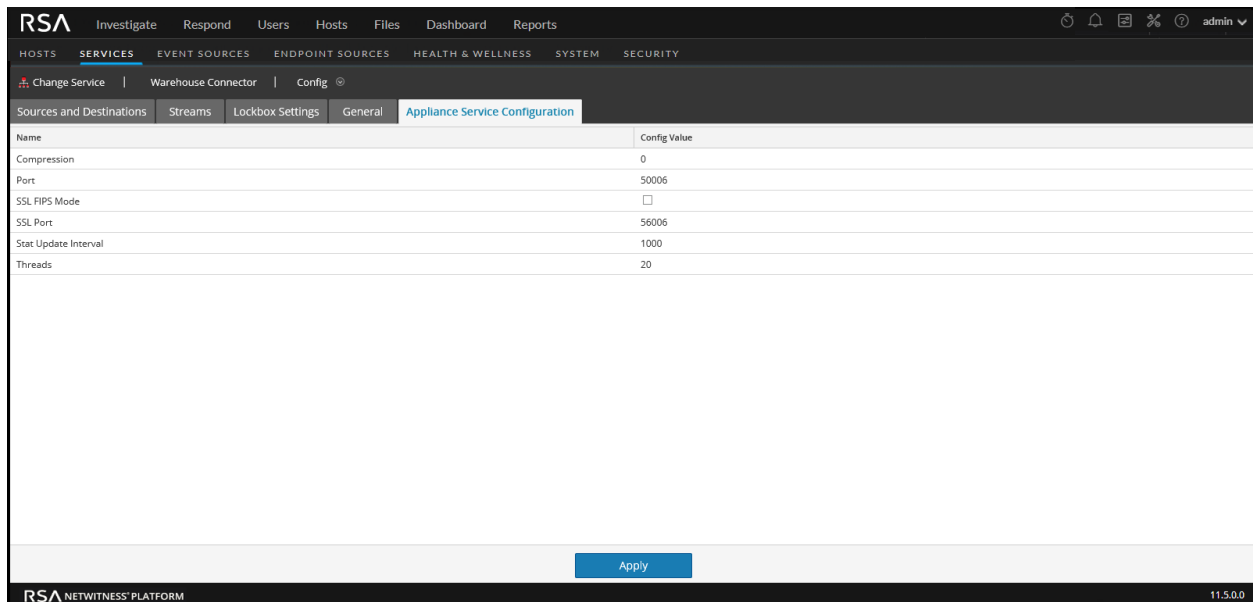 RSA Investigate Respond Users Hosts Files Dashboard Reports admin
HOSTS SERVICES EVENT SOURCES ENDPOINT SOURCES HEALTH & WELLNESS SYSTEM SECURITY
Change Service | Warehouse Connector | Config
Sources and Destinations Streams Lockbox Settings General Appliance Service Configuration
Name Config Value
Compression 0
Port 50006
SSL FIPS Mode
SSL Port 56006
Stat Update Interval 1000
Threads 20
Apply
RSA NETWITNESS® PLATFORM 11.5.0.0